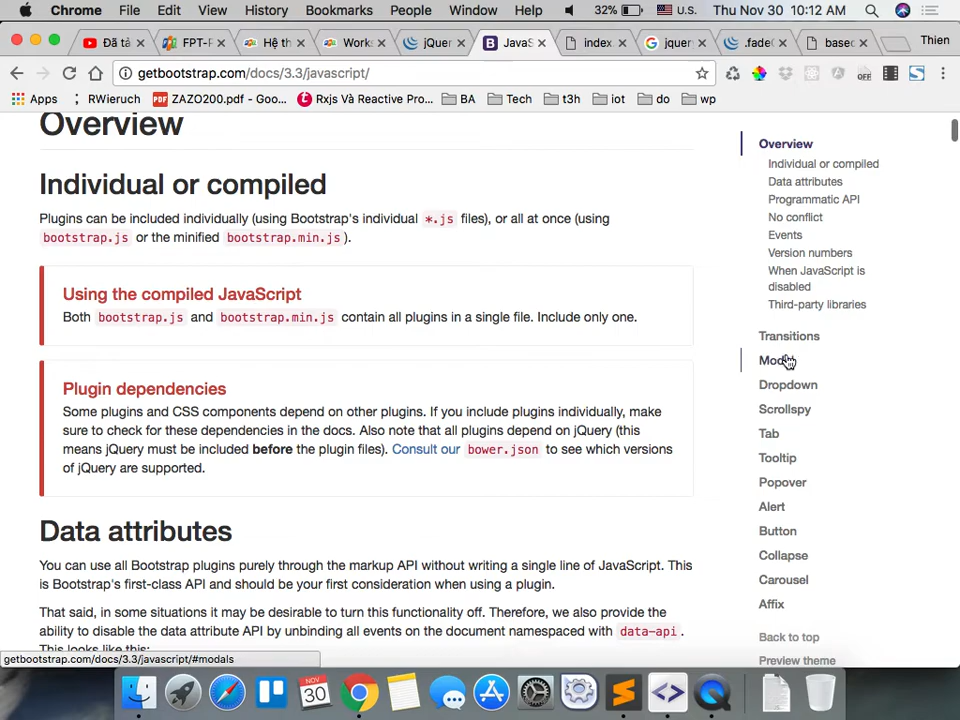 Chrome File Edit View History Bookmarks People Window Help 32% U.S. Thu Nov 30 10:12 AM
Đã tả FPT-F Hệ th Works jQuer JavaS index jquery .fade basec Thien
getbootstrap.com/docs/3.3/javascript/
OFF
Apps RWieruch ZAZO200.pdf - Goo... Rxjs Và Reactive Pro... BA Tech t3h iot do wp
Overview
Individual or compiled
Plugins can be included individually (using Bootstrap's individual *.js files), or all at once (using
bootstrap.js or the minified bootstrap.min.js ).
Using the compiled JavaScript
Both bootstrap.js and bootstrap.min.js contain all plugins in a single file. Include only one.
Plugin dependencies
Some plugins and CSS components depend on other plugins. If you include plugins individually, make
sure to check for these dependencies in the docs. Also note that all plugins depend on jQuery (this
means jQuery must be included before the plugin files). Consult our bower.json to see which versions
of jQuery are supported.
Data attributes
You can use all Bootstrap plugins purely through the markup API without writing a single line of JavaScript. This
is Bootstrap's first-class API and should be your first consideration when using a plugin.
That said, in some situations it may be desirable to turn this functionality off. Therefore, we also provide the
ability to disable the data attribute API by unbinding all events on the document namespaced with data-api .
This looks like this:
Overview
Individual or compiled
Data attributes
Programmatic API
No conflict
Events
Version numbers
When JavaScript is
disabled
Third-party libraries
Transitions
Modal
Dropdown
Scrollspy
Tab
Tooltip
Popover
Alert
Button
Collapse
Carousel
Affix
Back to top
Preview theme
getbootstrap.com/docs/3.3/javascript/#modals
NOV
30